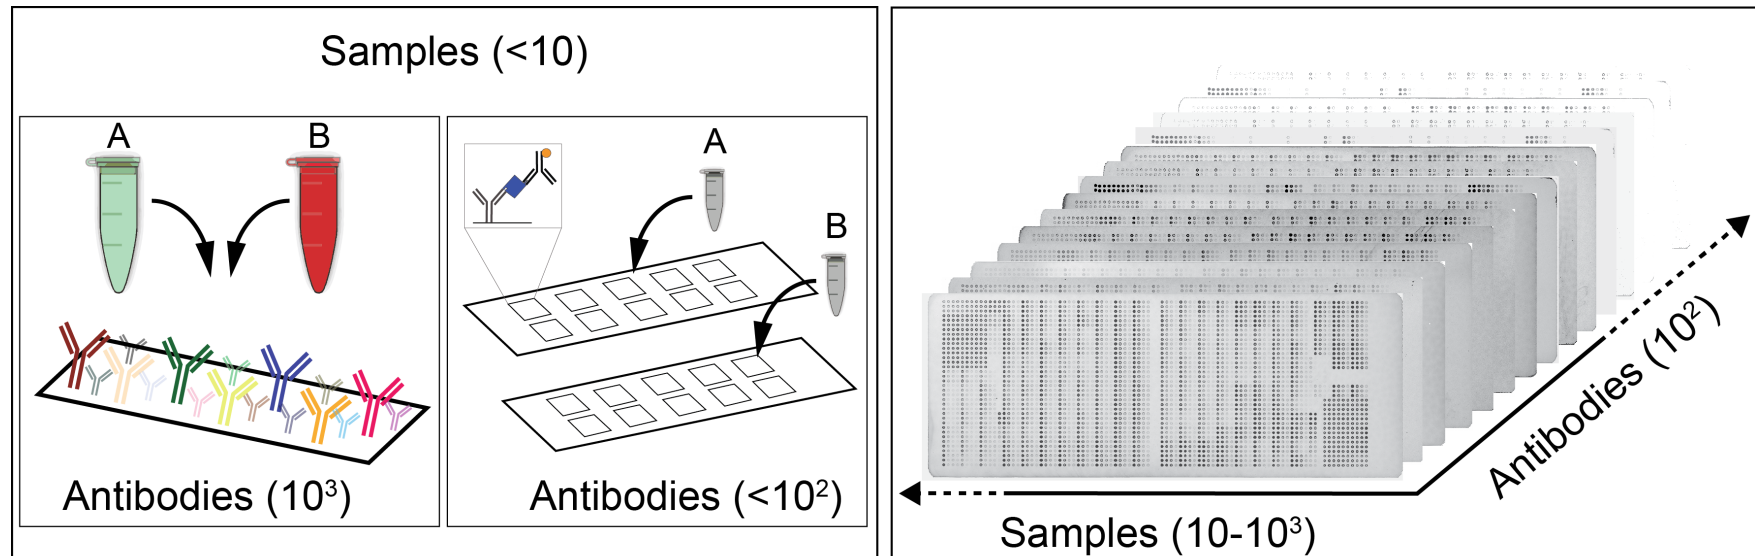 Samples (<10)
A
B
Antibodies (10³)
A
B
Antibodies (<10²)
Antibodies (10²)
Samples (10-10³)